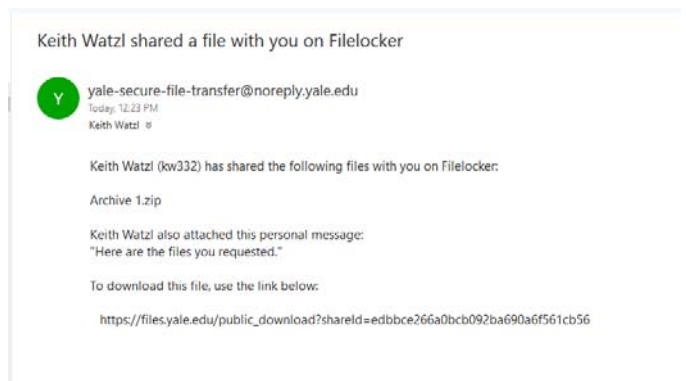 Keith Watzl shared a file with you on Filelocker
Y
yale-secure-file-transfer@noreply.yale.edu
Today, 12:23 PM
Keith Watzl
Keith Watzl (kw332) has shared the following files with you on Filelocker:
Archive 1.zip
Keith Watzl also attached this personal message:
"Here are the files you requested."
To download this file, use the link below:
https://files.yale.edu/public_download?shareId=edbbce266a0bcb092ba690a6f561cb56